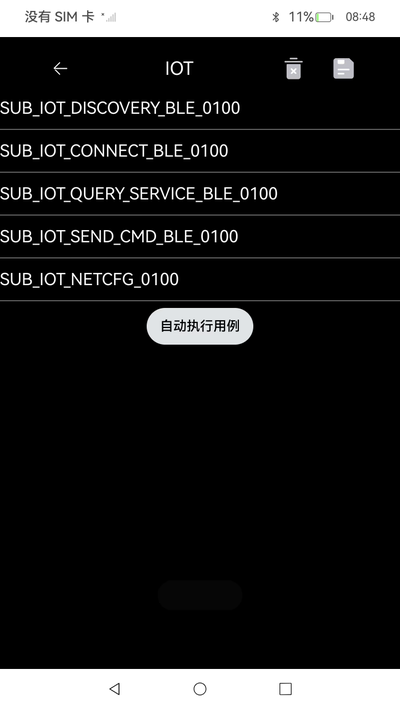 没有 SIM 卡 11% 08:48
IOT
SUB_IOT_DISCOVERY_BLE_0100
SUB_IOT_CONNECT_BLE_0100
SUB_IOT_QUERY_SERVICE_BLE_0100
SUB_IOT_SEND_CMD_BLE_0100
SUB_IOT_NETCFG_0100
自动执行用例